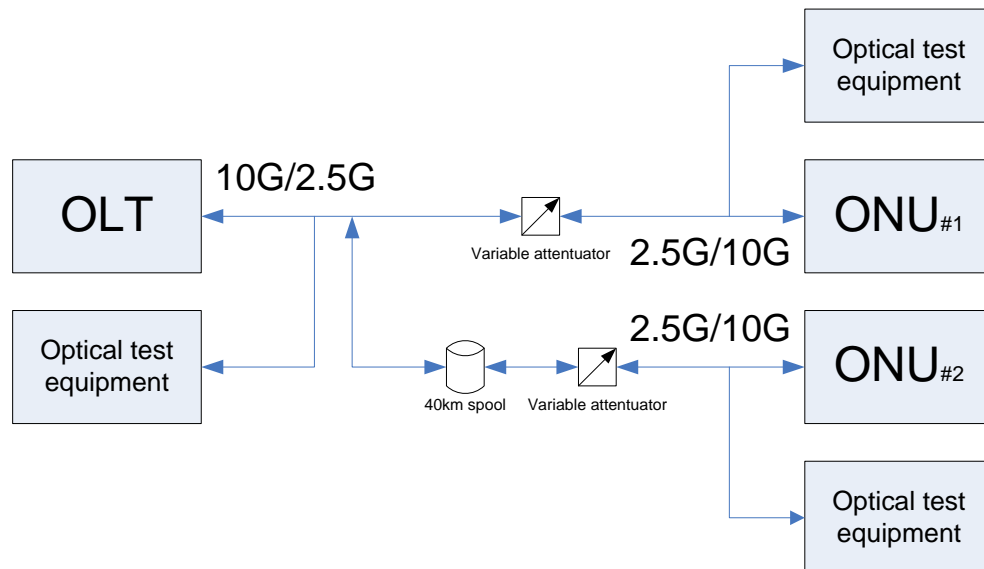 Optical test
equipment
10G/2.5G
OLT
ONU#1
Variable attentuator
2.5G/10G
2.5G/10G
Optical test
equipment
ONU#2
40km spool
Variable attentuator
Optical test
equipment